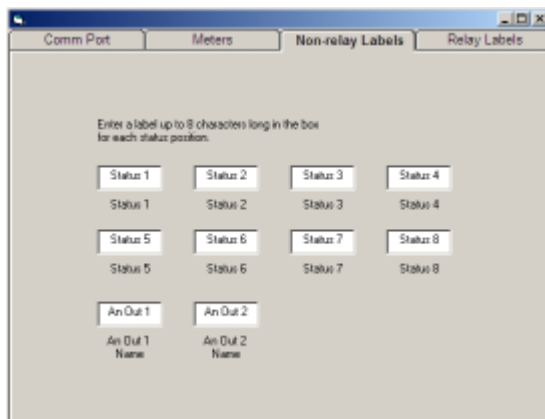 Comm Port Meters Non-relay Labels Relay Labels
Enter a label up to 8 characters long in the box
for each status position.
Status 1 Status 2 Status 3 Status 4
Status 1 Status 2 Status 3 Status 4
Status 5 Status 6 Status 7 Status 8
Status 5 Status 6 Status 7 Status 8
An Out 1 An Out 2
An Out 1 An Out 2
Name Name